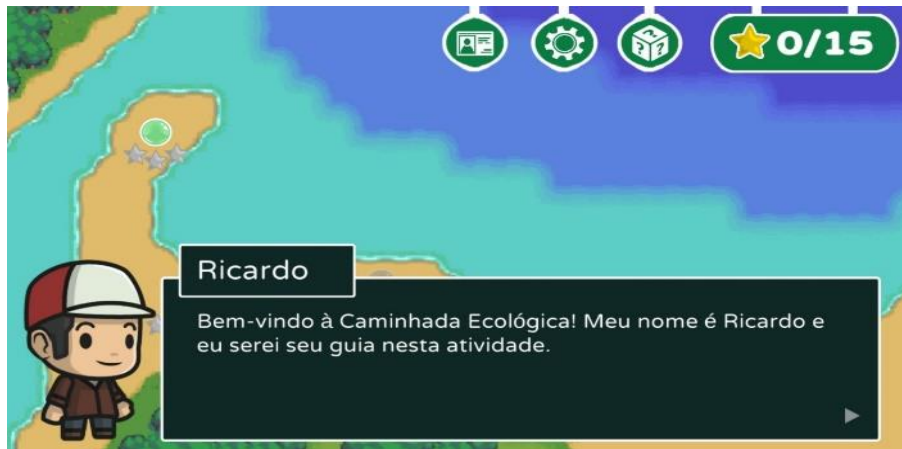 0/15
Ricardo
Bem-vindo à Caminhada Ecológica! Meu nome é Ricardo e
eu serei seu guia nesta atividade.